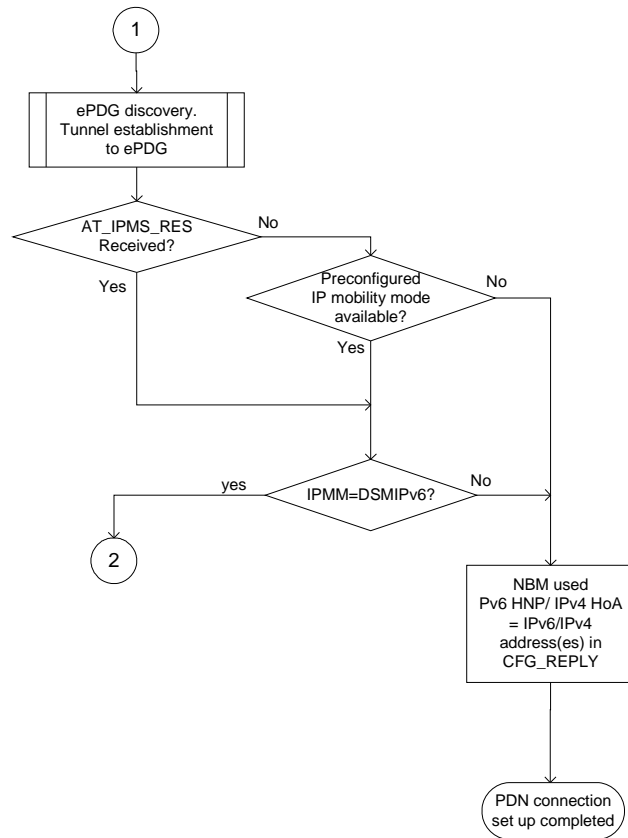 1
ePDG discovery.
Tunnel establishment
to ePDG
AT_IPMS_RES
Received?
No
Yes
Preconfigured
IP mobility mode
available?
No
Yes
IPMM=DSMIPv6?
yes
No
2
NBM used
Pv6 HNP/ IPv4 HoA
= IPv6/IPv4
address(es) in
CFG_REPLY
PDN connection
set up completed